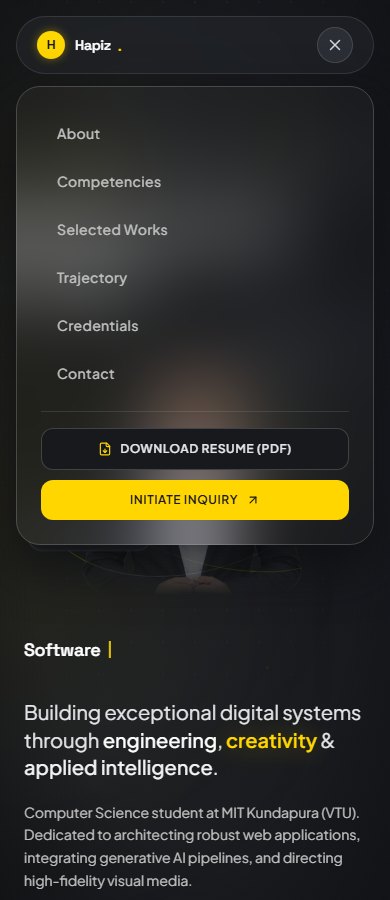 H Hapiz .
About
Competencies
Selected Works
Trajectory
Credentials
Contact
DOWNLOAD RESUME (PDF)
INITIATE INQUIRY
Software
Building exceptional digital systems
through engineering, creativity &
applied intelligence.
Computer Science student at MIT Kundapura (VTU).
Dedicated to architecting robust web applications,
integrating generative AI pipelines, and directing
high-fidelity visual media.